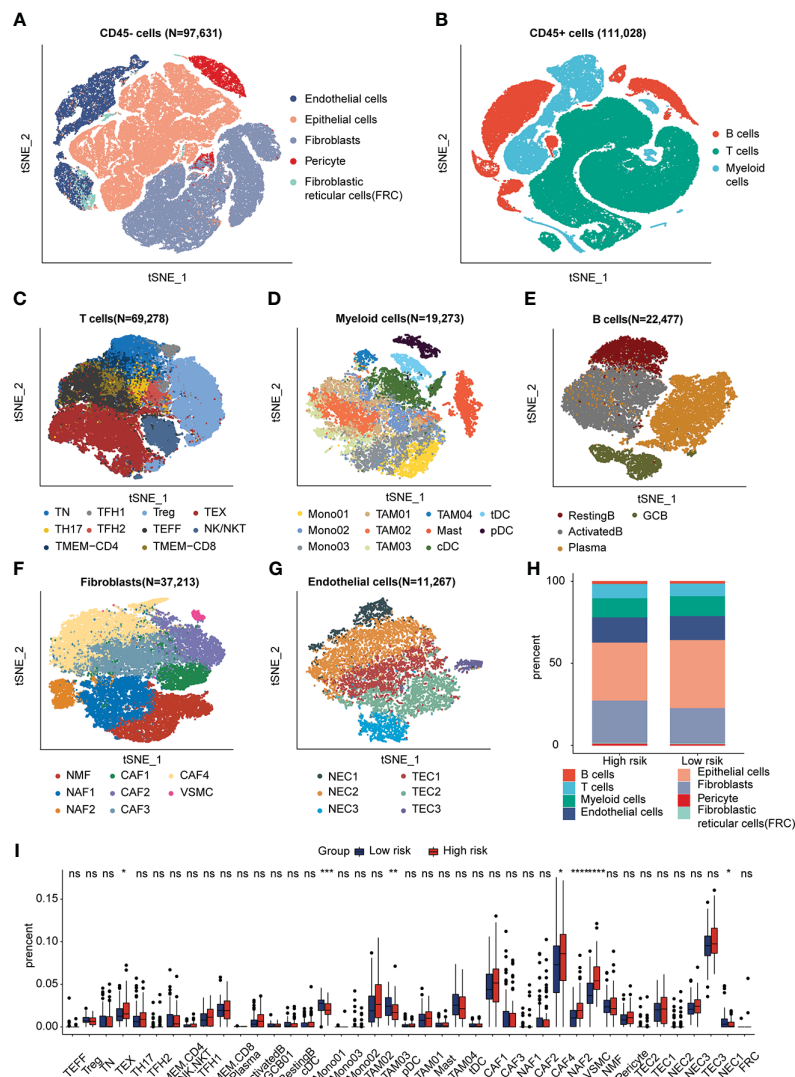 A
CD45- cells (N=97,631)
tSNE_2
tSNE_1
Endothelial cells
Epithelial cells
Fibroblasts
Pericyte
Fibroblastic
reticular cells(FRC)
B
CD45+ cells (111,028)
tSNE_2
tSNE_1
B cells
T cells
Myeloid
cells
C
T cells(N=69,278)
tSNE_2
tSNE_1
TN
TFH1
Treg
TEX
TH17
TFH2
TEFF
NK/NKT
TMEM−CD4
TMEM−CD8
D
Myeloid cells(N=19,273)
tSNE_2
tSNE_1
Mono01
TAM01
TAM04
tDC
Mono02
TAM02
Mast
pDC
Mono03
TAM03
cDC
E
B cells(N=22,477)
tSNE_2
tSNE_1
RestingB
GCB
ActivatedB
Plasma
F
Fibroblasts(N=37,213)
tSNE_2
tSNE_1
NMF
CAF1
CAF4
NAF1
CAF2
VSMC
NAF2
CAF3
G
Endothelial cells(N=11,267)
tSNE_2
tSNE_1
NEC1
TEC1
NEC2
TEC2
NEC3
TEC3
H
prencent
100
50
0
High rsik
Low rsik
B cells
T cells
Myeloid cells
Endothelial cells
Epithelial cells
Fibroblasts
Pericyte
Fibroblastic
reticular cells(FRC)
I
Group Low risk High risk
ns ns ns * ns ns ns ns ns ns ns ns ns ns ns *** ns ns ** ns ns ns ns ns ns ns ns ns * **** **** ns ns ns ns ns ns ns * ns
prencent
0.15
0.10
0.05
0.00
TEFF
Treg
TN
TEX
TH17
TFH2
MEM.CD4
NK.NKT
TFH1
MEM.CD8
Plasma
ctivatedB
GCB01
estingB
DC
Mono01
Mono03
Mono02
TAM02
TAM03
pDC
TAM01
Mast
TAM04
tDC
CAF1
CAF3
NAF1
CAF2
CAF4
NAF2
VSMC
NMF
Pericyte
TEC2
TEC1
NEC2
NEC3
TEC3
NEC1
FRC